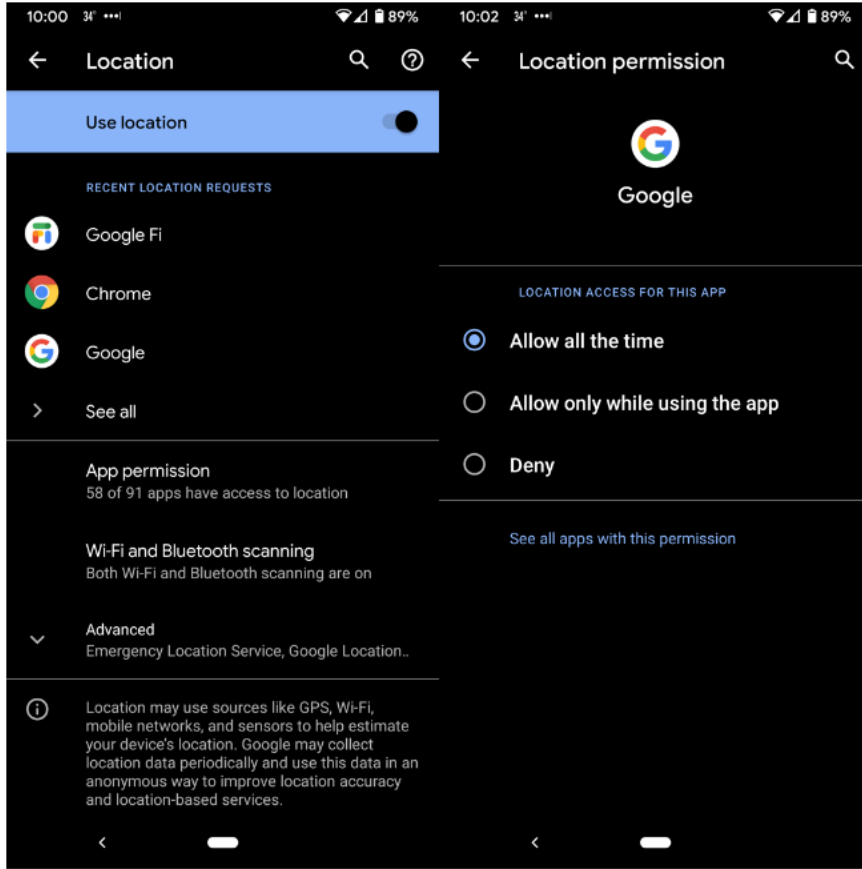 10:00 34° 89%
Location
Use location
RECENT LOCATION REQUESTS
Google Fi
Chrome
Google
See all
App permission
58 of 91 apps have access to location
Wi-Fi and Bluetooth scanning
Both Wi-Fi and Bluetooth scanning are on
Advanced
Emergency Location Service, Google Location..
Location may use sources like GPS, Wi-Fi,
mobile networks, and sensors to help estimate
your device's location. Google may collect
location data periodically and use this data in an
anonymous way to improve location accuracy
and location-based services.
10:02 34° 89%
Location permission
Google
LOCATION ACCESS FOR THIS APP
Allow all the time
Allow only while using the app
Deny
See all apps with this permission